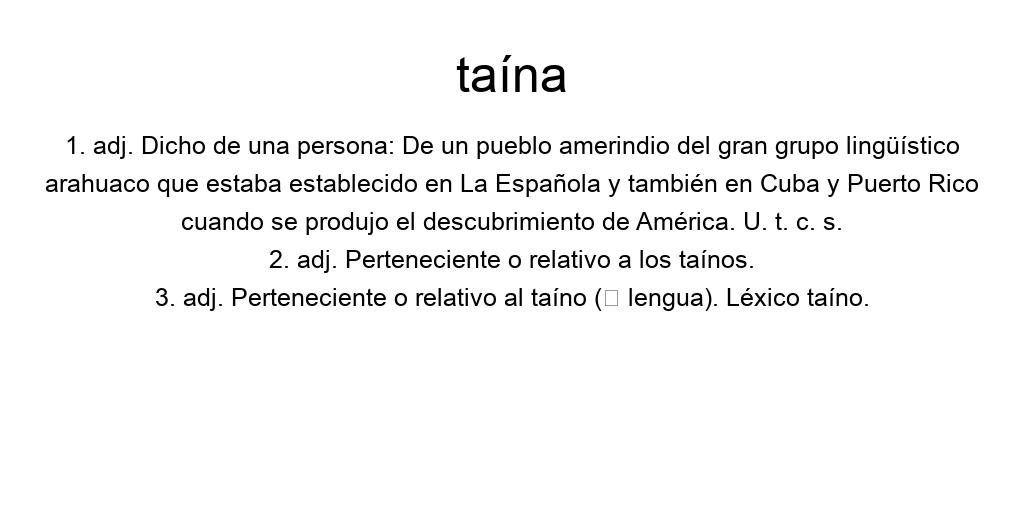 taína
1. adj. Dicho de una persona: De un pueblo amerindio del gran grupo lingüístico
arahuaco que estaba establecido en La Española y también en Cuba y Puerto Rico
cuando se produjo el descubrimiento de América. U. t. c. s.
2. adj. Perteneciente o relativo a los taínos.
3. adj. Perteneciente o relativo al taíno (□ lengua). Léxico taíno.